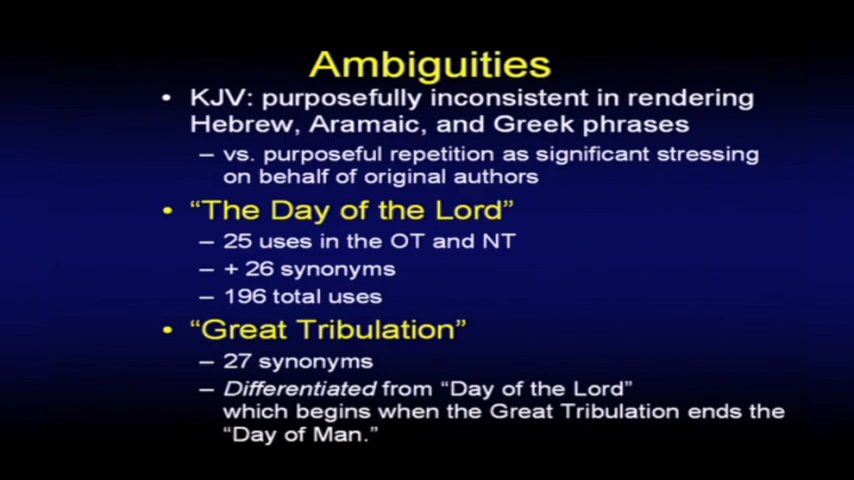 Ambiguities
• KJV: purposefully inconsistent in rendering
Hebrew, Aramaic, and Greek phrases
– vs. purposeful repetition as significant stressing
on behalf of original authors
• “The Day of the Lord”
– 25 uses in the OT and NT
– + 26 synonyms
– 196 total uses
• “Great Tribulation”
– 27 synonyms
– Differentiated from “Day of the Lord”
which begins when the Great Tribulation ends the
“Day of Man.”